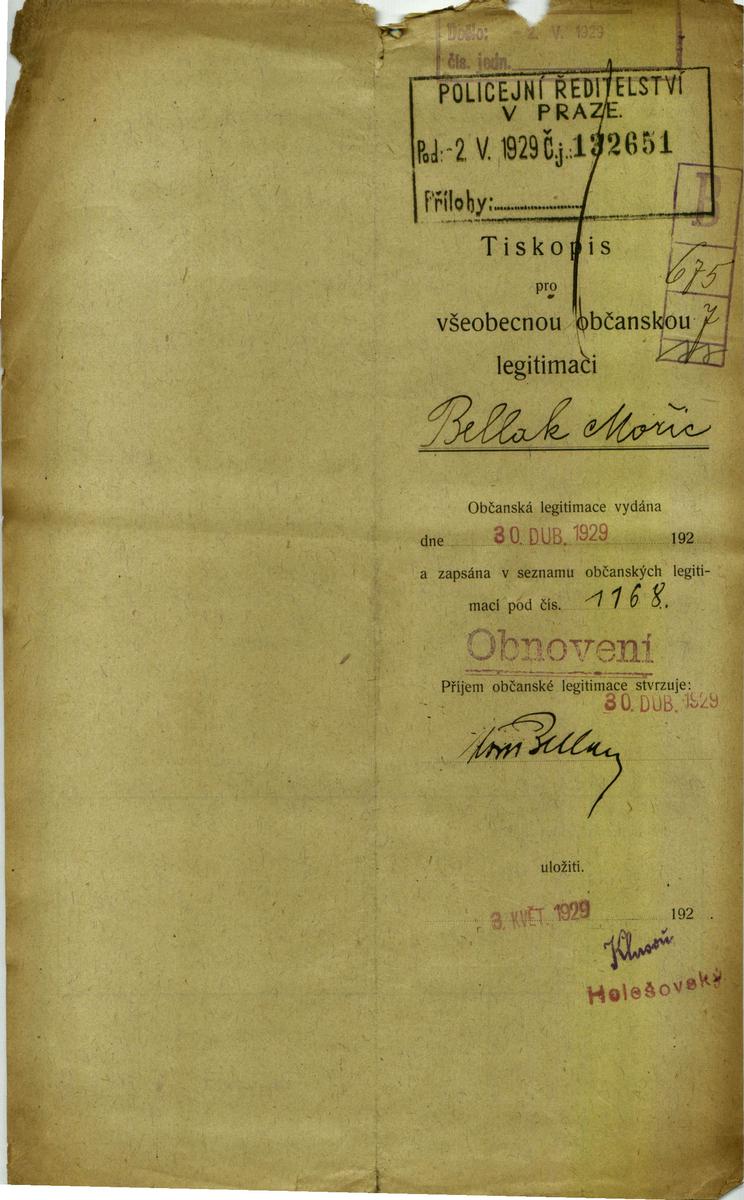 Došlo: - 2. V. 1929
čís. jedn.
POLICEJNÍ ŘEDITELSTVÍ
V PRAZE.
Pod: - 2. V. 1929 Č.j.: 132651
Přílohy:
B
675
7
Tiskopis
pro
všeobecnou občanskou
legitimaci
Bellak Mořic
Občanská legitimace vydána
dne 30. DUB. 1929 192
a zapsána v seznamu občanských legiti-
mací pod čís. 1168.
Obnovení
Příjem občanské legitimace stvrzuje:
30. DUB. 1929
Bellak
uložiti.
3. KVĚT. 1929 192 .
Holešovský